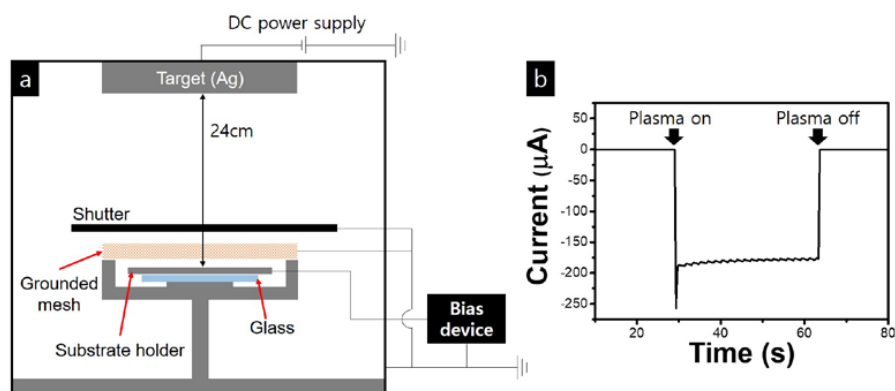 a
DC power supply
Target (Ag)
24cm
Shutter
Grounded
mesh
Substrate holder
Glass
Bias
device
b
Plasma on
Plasma off
Current (μA)
50
0
-50
-100
-150
-200
-250
20
40
60
80
Time (s)